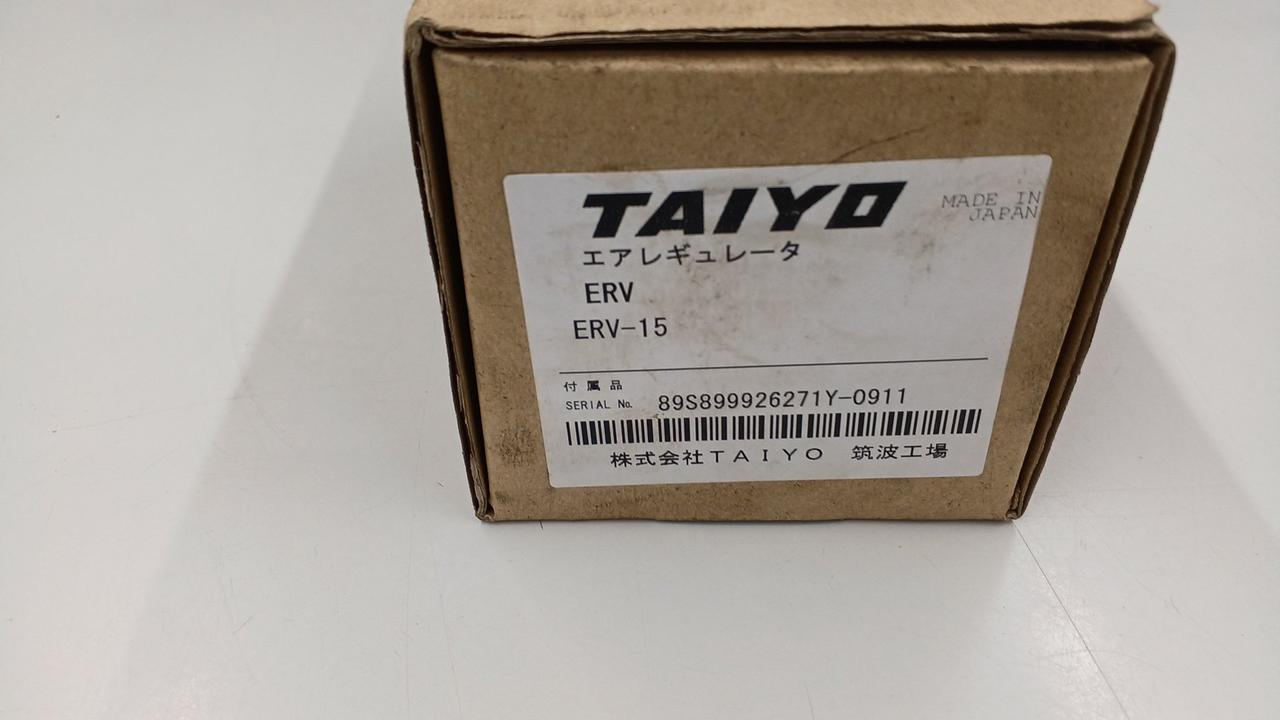 TAIYO
MADE IN
JAPAN
エアレギュレータ
ERV
ERV-15
付属品
SERIAL No. 89S899926271Y-0911
株式会社TAIYO 筑波工場